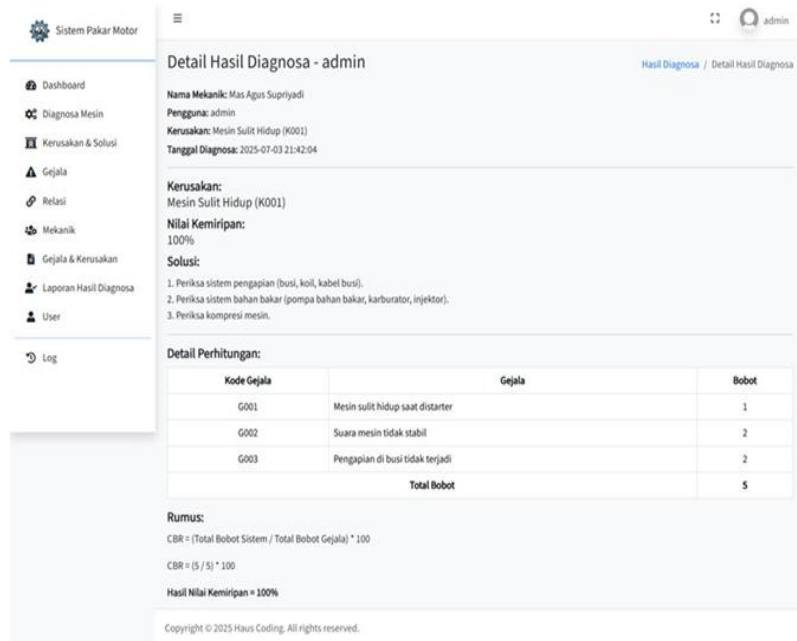 Sistem Pakar Motor
admin
Dashboard
Diagnosa Mesin
Kerusakan & Solusi
Gejala
Relasi
Mekanik
Gejala & Kerusakan
Laporan Hasil Diagnosa
User
Log
Detail Hasil Diagnosa - admin
Hasil Diagnosa / Detail Hasil Diagnosa
Nama Mekanik: Mas Agus Supriyadi
Pengguna: admin
Kerusakan: Mesin Sulit Hidup (K001)
Tanggal Diagnosa: 2025-07-03 21:42:04
Kerusakan:
Mesin Sulit Hidup (K001)
Nilai Kemiripan:
100%
Solusi:
1. Periksa sistem pengapian (busi, koil, kabel busi).
2. Periksa sistem bahan bakar (pompa bahan bakar, karburator, injektor).
3. Periksa kompresi mesin.
Detail Perhitungan:
Kode Gejala Gejala Bobot
G001 Mesin sulit hidup saat distarter 1
G002 Suara mesin tidak stabil 2
G003 Pengapian di busi tidak terjadi 2
Total Bobot 5
Rumus:
CBR = (Total Bobot Sistem / Total Bobot Gejala) * 100
CBR = (5 / 5) * 100
Hasil Nilai Kemiripan = 100%
Copyright © 2025 Haus Coding. All rights reserved.